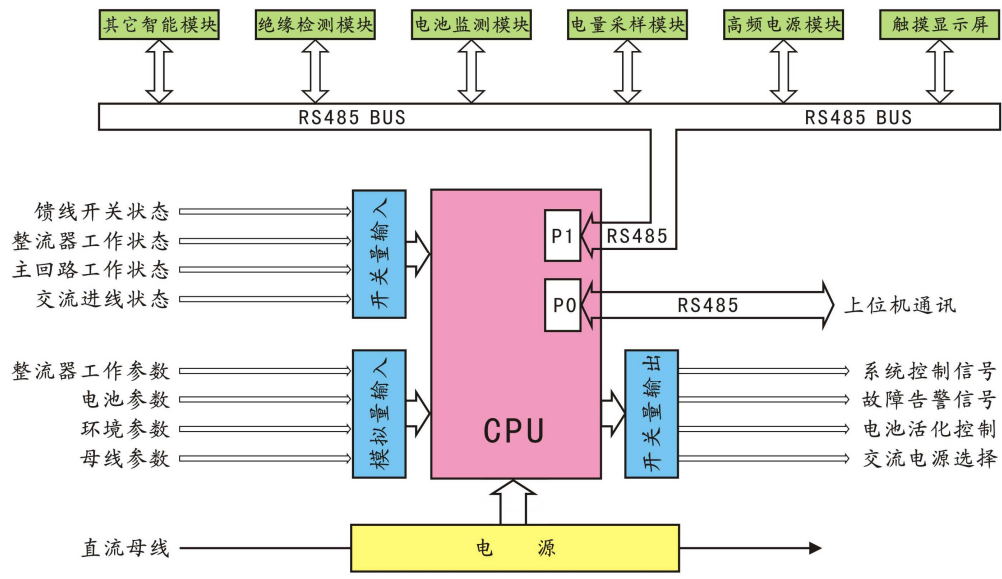 其它智能模块
绝缘检测模块
电池监测模块
电量采样模块
高频电源模块
触摸显示屏
RS485 BUS
RS485 BUS
馈线开关状态
整流器工作状态
主回路工作状态
交流进线状态
开关量输入
P1
RS485
P0
RS485
上位机通讯
整流器工作参数
电池参数
环境参数
母线参数
模拟量输入
CPU
开关量输出
系统控制信号
故障告警信号
电池活化控制
交流电源选择
直流母线
电 源